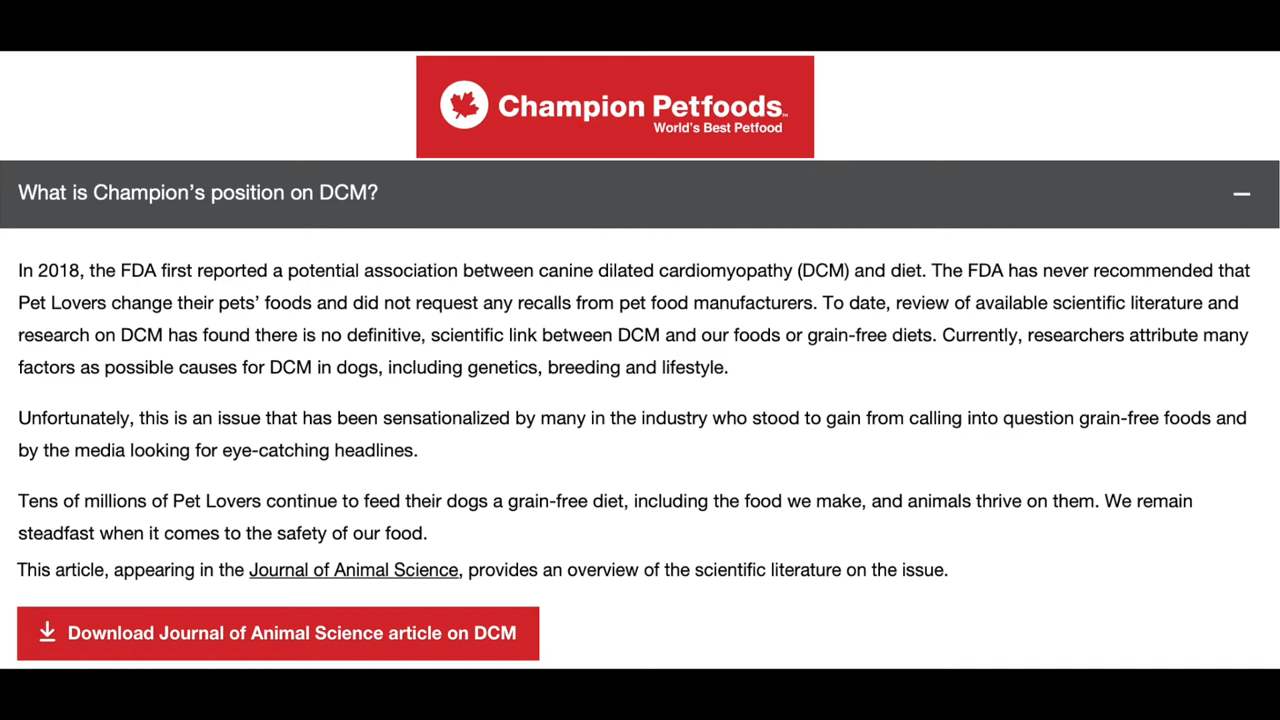 Champion Petfoods™
World's Best Petfood
What is Champion's position on DCM?
In 2018, the FDA first reported a potential association between canine dilated cardiomyopathy (DCM) and diet. The FDA has never recommended that
Pet Lovers change their pets' foods and did not request any recalls from pet food manufacturers. To date, review of available scientific literature and
research on DCM has found there is no definitive, scientific link between DCM and our foods or grain-free diets. Currently, researchers attribute many
factors as possible causes for DCM in dogs, including genetics, breeding and lifestyle.
Unfortunately, this is an issue that has been sensationalized by many in the industry who stood to gain from calling into question grain-free foods and
by the media looking for eye-catching headlines.
Tens of millions of Pet Lovers continue to feed their dogs a grain-free diet, including the food we make, and animals thrive on them. We remain
steadfast when it comes to the safety of our food.
This article, appearing in the Journal of Animal Science, provides an overview of the scientific literature on the issue.
Download Journal of Animal Science article on DCM